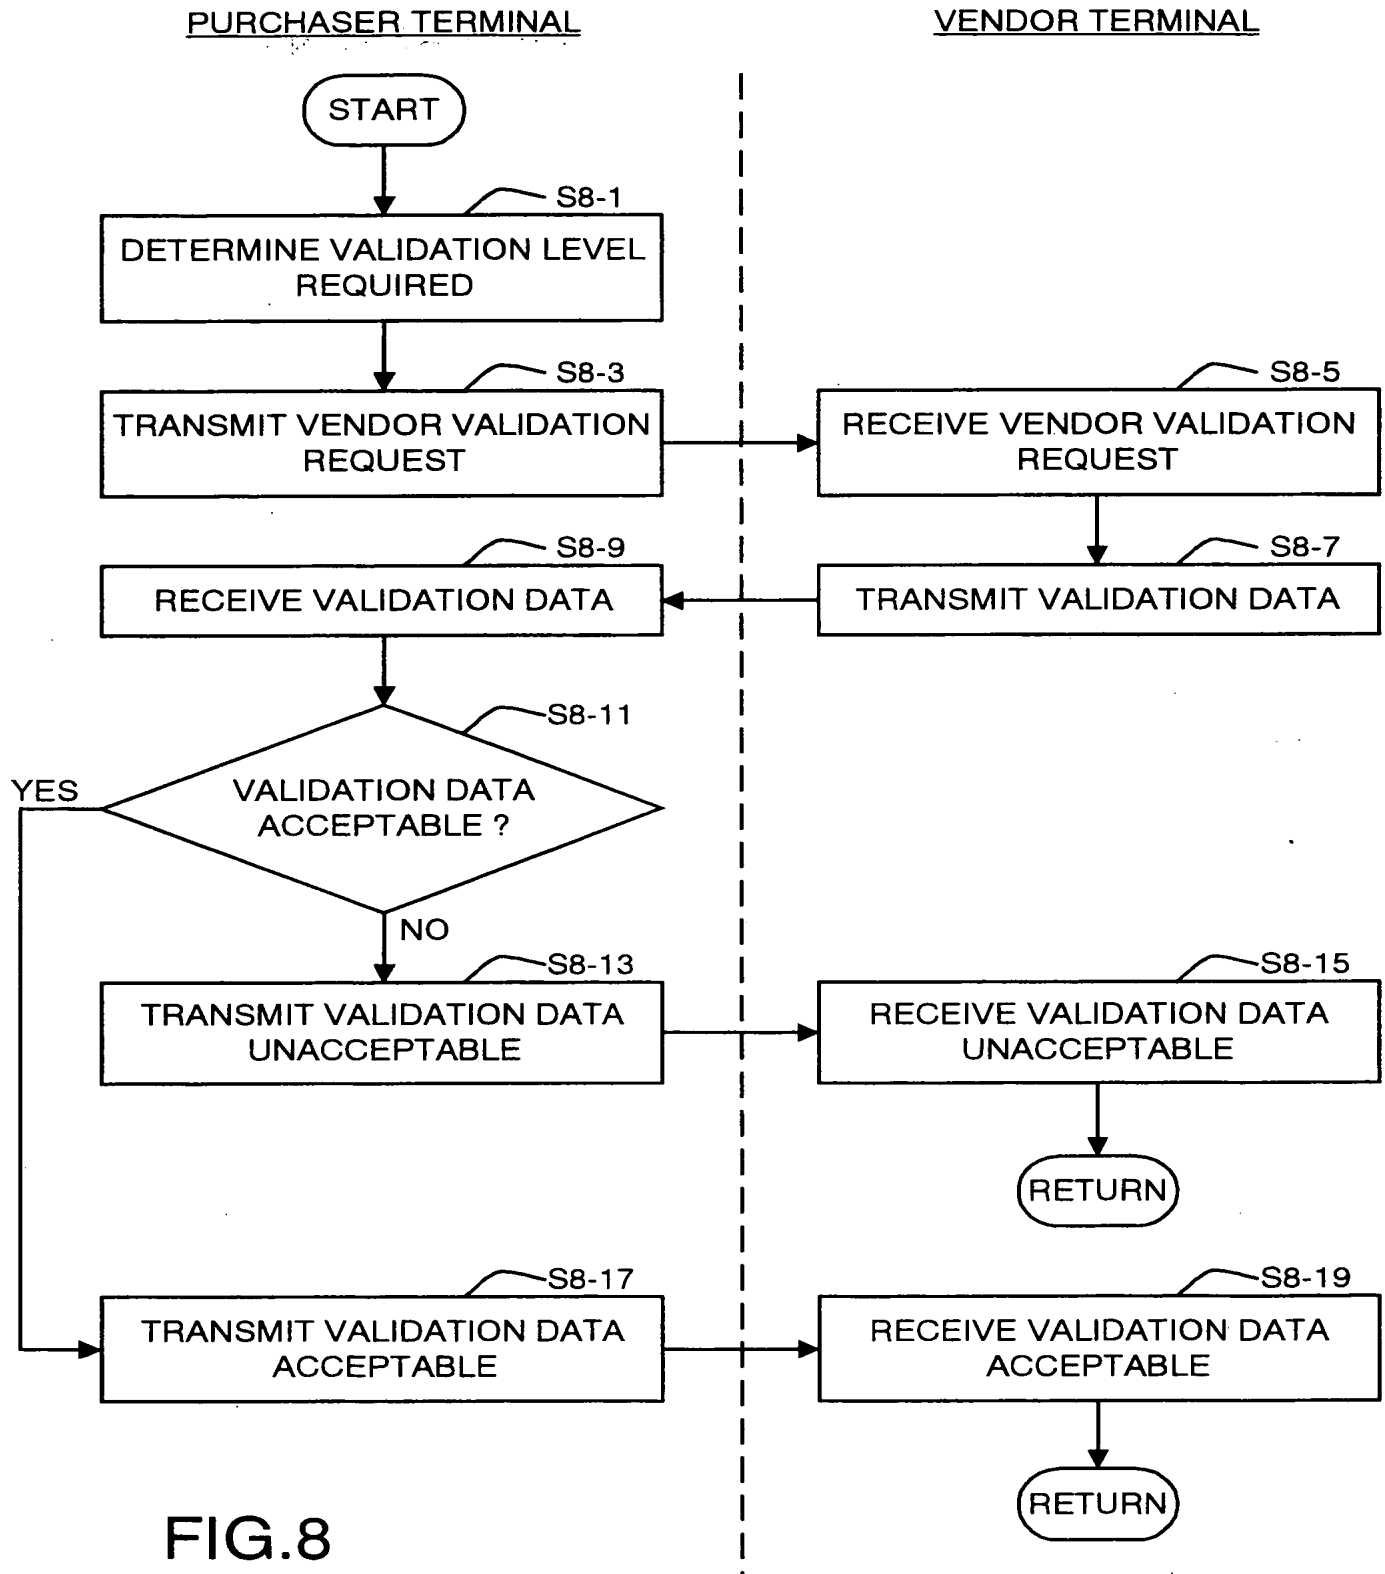 PURCHASER TERMINAL
VENDOR TERMINAL
START
S8-1
DETERMINE VALIDATION LEVEL
REQUIRED
S8-3
TRANSMIT VENDOR VALIDATION
REQUEST
S8-5
RECEIVE VENDOR VALIDATION
REQUEST
S8-9
RECEIVE VALIDATION DATA
S8-7
TRANSMIT VALIDATION DATA
S8-11
YES
VALIDATION DATA
ACCEPTABLE ?
NO
S8-13
TRANSMIT VALIDATION DATA
UNACCEPTABLE
S8-15
RECEIVE VALIDATION DATA
UNACCEPTABLE
RETURN
S8-17
TRANSMIT VALIDATION DATA
ACCEPTABLE
S8-19
RECEIVE VALIDATION DATA
ACCEPTABLE
RETURN
FIG.8